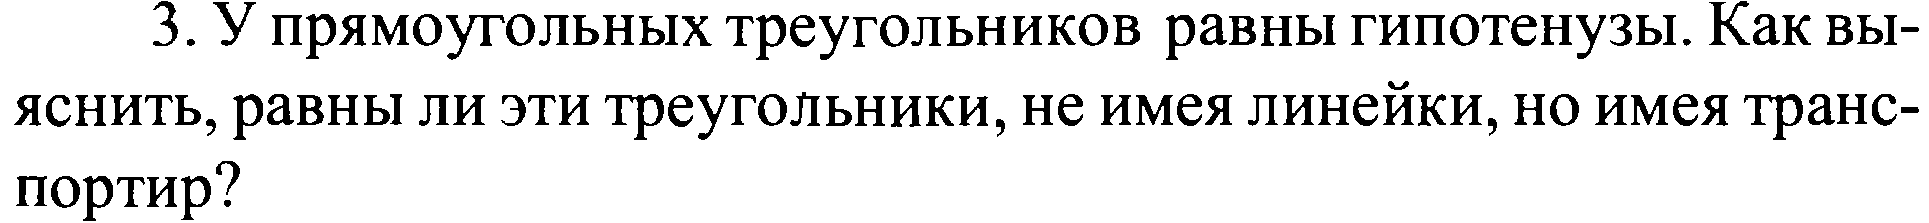 3. У прямоугольных треугольников равны гипотенузы. Как вы-
яснить, равны ли эти треугольники, не имея линейки, но имея транс-
портир?